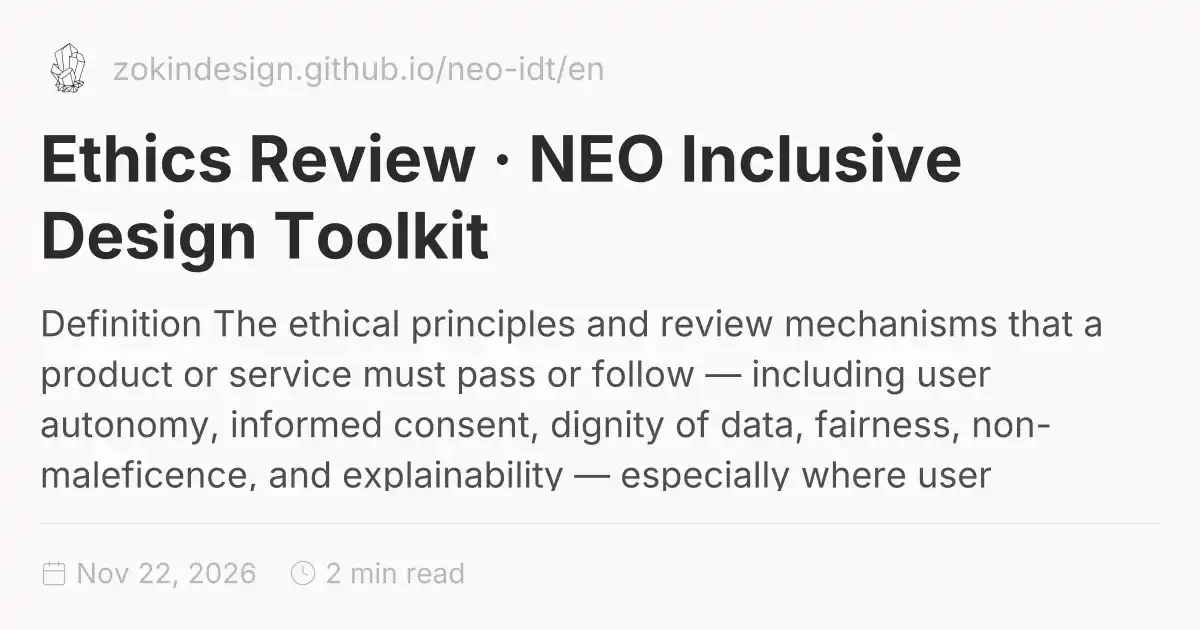 zokindesign.github.io/neo-idt/en
Ethics Review · NEO Inclusive
Design Toolkit
Definition The ethical principles and review mechanisms that a
product or service must pass or follow — including user
autonomy, informed consent, dignity of data, fairness, non-
maleficence, and explainability — especially where user
Nov 22, 2026 2 min read